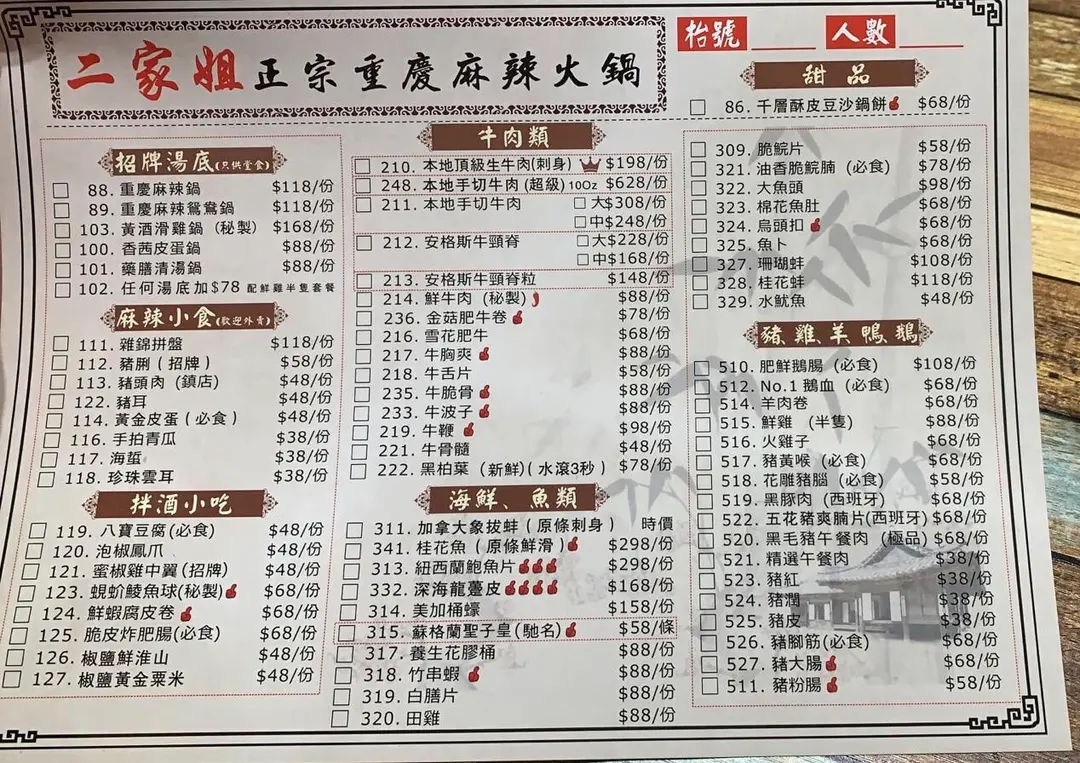 二家姐正宗重慶麻辣火鍋
枱號 人數
甜品
86. 千層酥皮豆沙鍋餅 $68/份
招牌湯底(只供堂食)
88. 重慶麻辣鍋 $118/份
89. 重慶麻辣鴛鴦鍋 $118/份
103. 黃酒滑雞鍋 (秘製) $168/份
100. 香茜皮蛋鍋 $88/份
101. 藥膳清湯鍋 $88/份
102. 任何湯底加$78 配鮮雞半隻套餐
麻辣小食(歡迎外賣)
111. 雜錦拼盤 $118/份
112. 豬脷 (招牌) $58/份
113. 豬頭肉 (鎮店) $48/份
122. 豬耳 $48/份
114. 黃金皮蛋 (必食) $48/份
116. 手拍青瓜 $38/份
117. 海蜇 $38/份
118. 珍珠雲耳 $38/份
拌酒小吃
119. 八寶豆腐(必食) $48/份
120. 泡椒鳳爪 $48/份
121. 蜜椒雞中翼(招牌) $48/份
123. 蜆蚧鯪魚球(秘製) $68/份
124. 鮮蝦腐皮卷 $68/份
125. 脆皮炸肥腸(必食) $68/份
126. 椒鹽鮮淮山 $48/份
127. 椒鹽黃金粟米 $48/份
牛肉類
210. 本地頂級生牛肉(刺身) $198/份
248. 本地手切牛肉 (超級) 10Oz $628/份
211. 本地手切牛肉 大$308/份
中$248/份
212. 安格斯牛頸脊 大$228/份
中$168/份
213. 安格斯牛頸脊粒 $148/份
214. 鮮牛肉 (秘製) $88/份
236. 金菇肥牛卷 $78/份
216. 雪花肥牛 $68/份
217. 牛胸爽 $88/份
218. 牛舌片 $58/份
235. 牛脆骨 $88/份
233. 牛波子 $88/份
219. 牛鞭 $98/份
221. 牛骨髓 $48/份
222. 黑柏葉 (新鮮)(水滾3秒) $78/份
海鮮、魚類
311. 加拿大象拔蚌 (原條刺身) 時價
341. 桂花魚 (原條鮮滑) $298/份
313. 紐西蘭鮑魚片 $298/份
332. 深海龍躉皮 $168/份
314. 美加桶蠔 $158/份
315. 蘇格蘭聖子皇(馳名) $58/條
317. 養生花膠桶 $88/份
318. 竹串蝦 $88/份
319. 白膳片 $88/份
320. 田雞 $88/份
309. 脆鯇片 $58/份
321. 油香脆鯇腩 (必食) $78/份
322. 大魚頭 $98/份
323. 棉花魚肚 $68/份
324. 烏頭扣 $68/份
325. 魚卜 $68/份
327. 珊瑚蚌 $108/份
328. 桂花蚌 $118/份
329. 水魷魚 $48/份
豬、雞、羊、鴨、鵝
510. 肥鮮鵝腸 (必食) $108/份
512. No.1 鵝血 (必食) $68/份
514. 羊肉卷 $68/份
515. 鮮雞 (半隻) $88/份
516. 火雞子 $68/份
517. 豬黃喉 (必食) $68/份
518. 花雕豬腦 (必食) $58/份
519. 黑豚肉 (西班牙) $68/份
522. 五花豬爽腩片(西班牙) $68/份
520. 黑毛豬午餐肉 (極品) $68/份
521. 精選午餐肉 $38/份
523. 豬紅 $38/份
524. 豬潤 $38/份
525. 豬皮 $38/份
526. 豬腳筋(必食) $68/份
527. 豬大腸 $68/份
511. 豬粉腸 $58/份